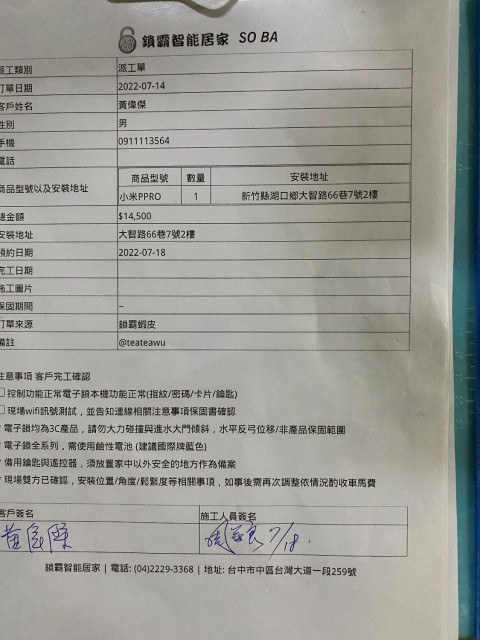 鎖霸智能居家 SO BA
派工類別 派工單
訂單日期 2022-07-14
客戶姓名 黃偉傑
性別 男
手機 0911113564
電話
商品型號 數量 安裝地址
商品型號以及安裝地址 小米PPRO 1 新竹縣湖口鄉大智路66巷7號2樓
總金額 $14,500
安裝地址 大智路66巷7號2樓
預約日期 2022-07-18
完工日期
施工圖片
保固期間 –
訂單來源 鎖霸蝦皮
備註 @teateawu
注意事項 客戶完工確認
控制功能正常電子鎖本機功能正常(指紋/密碼/卡片/鑰匙)
現場wifi訊號測試，並告知連線相關注意事項保固書確認
電子鎖均為3C產品，請勿大力碰撞與進水大門傾斜，水平反弓位移/非產品保固範圍
電子鎖全系列，需使用鹼性電池 (建議國際牌藍色)
備用鑰匙與遙控器，須放置家中以外安全的地方作為備案
現場雙方已確認，安裝位置/角度/鬆緊度等相關事項，如事後需再次調整依情況酌收車馬費
客戶簽名 施工人員簽名
7/18.
鎖霸智能居家 | 電話: (04)2229-3368 | 地址: 台中市中區台灣大道一段259號